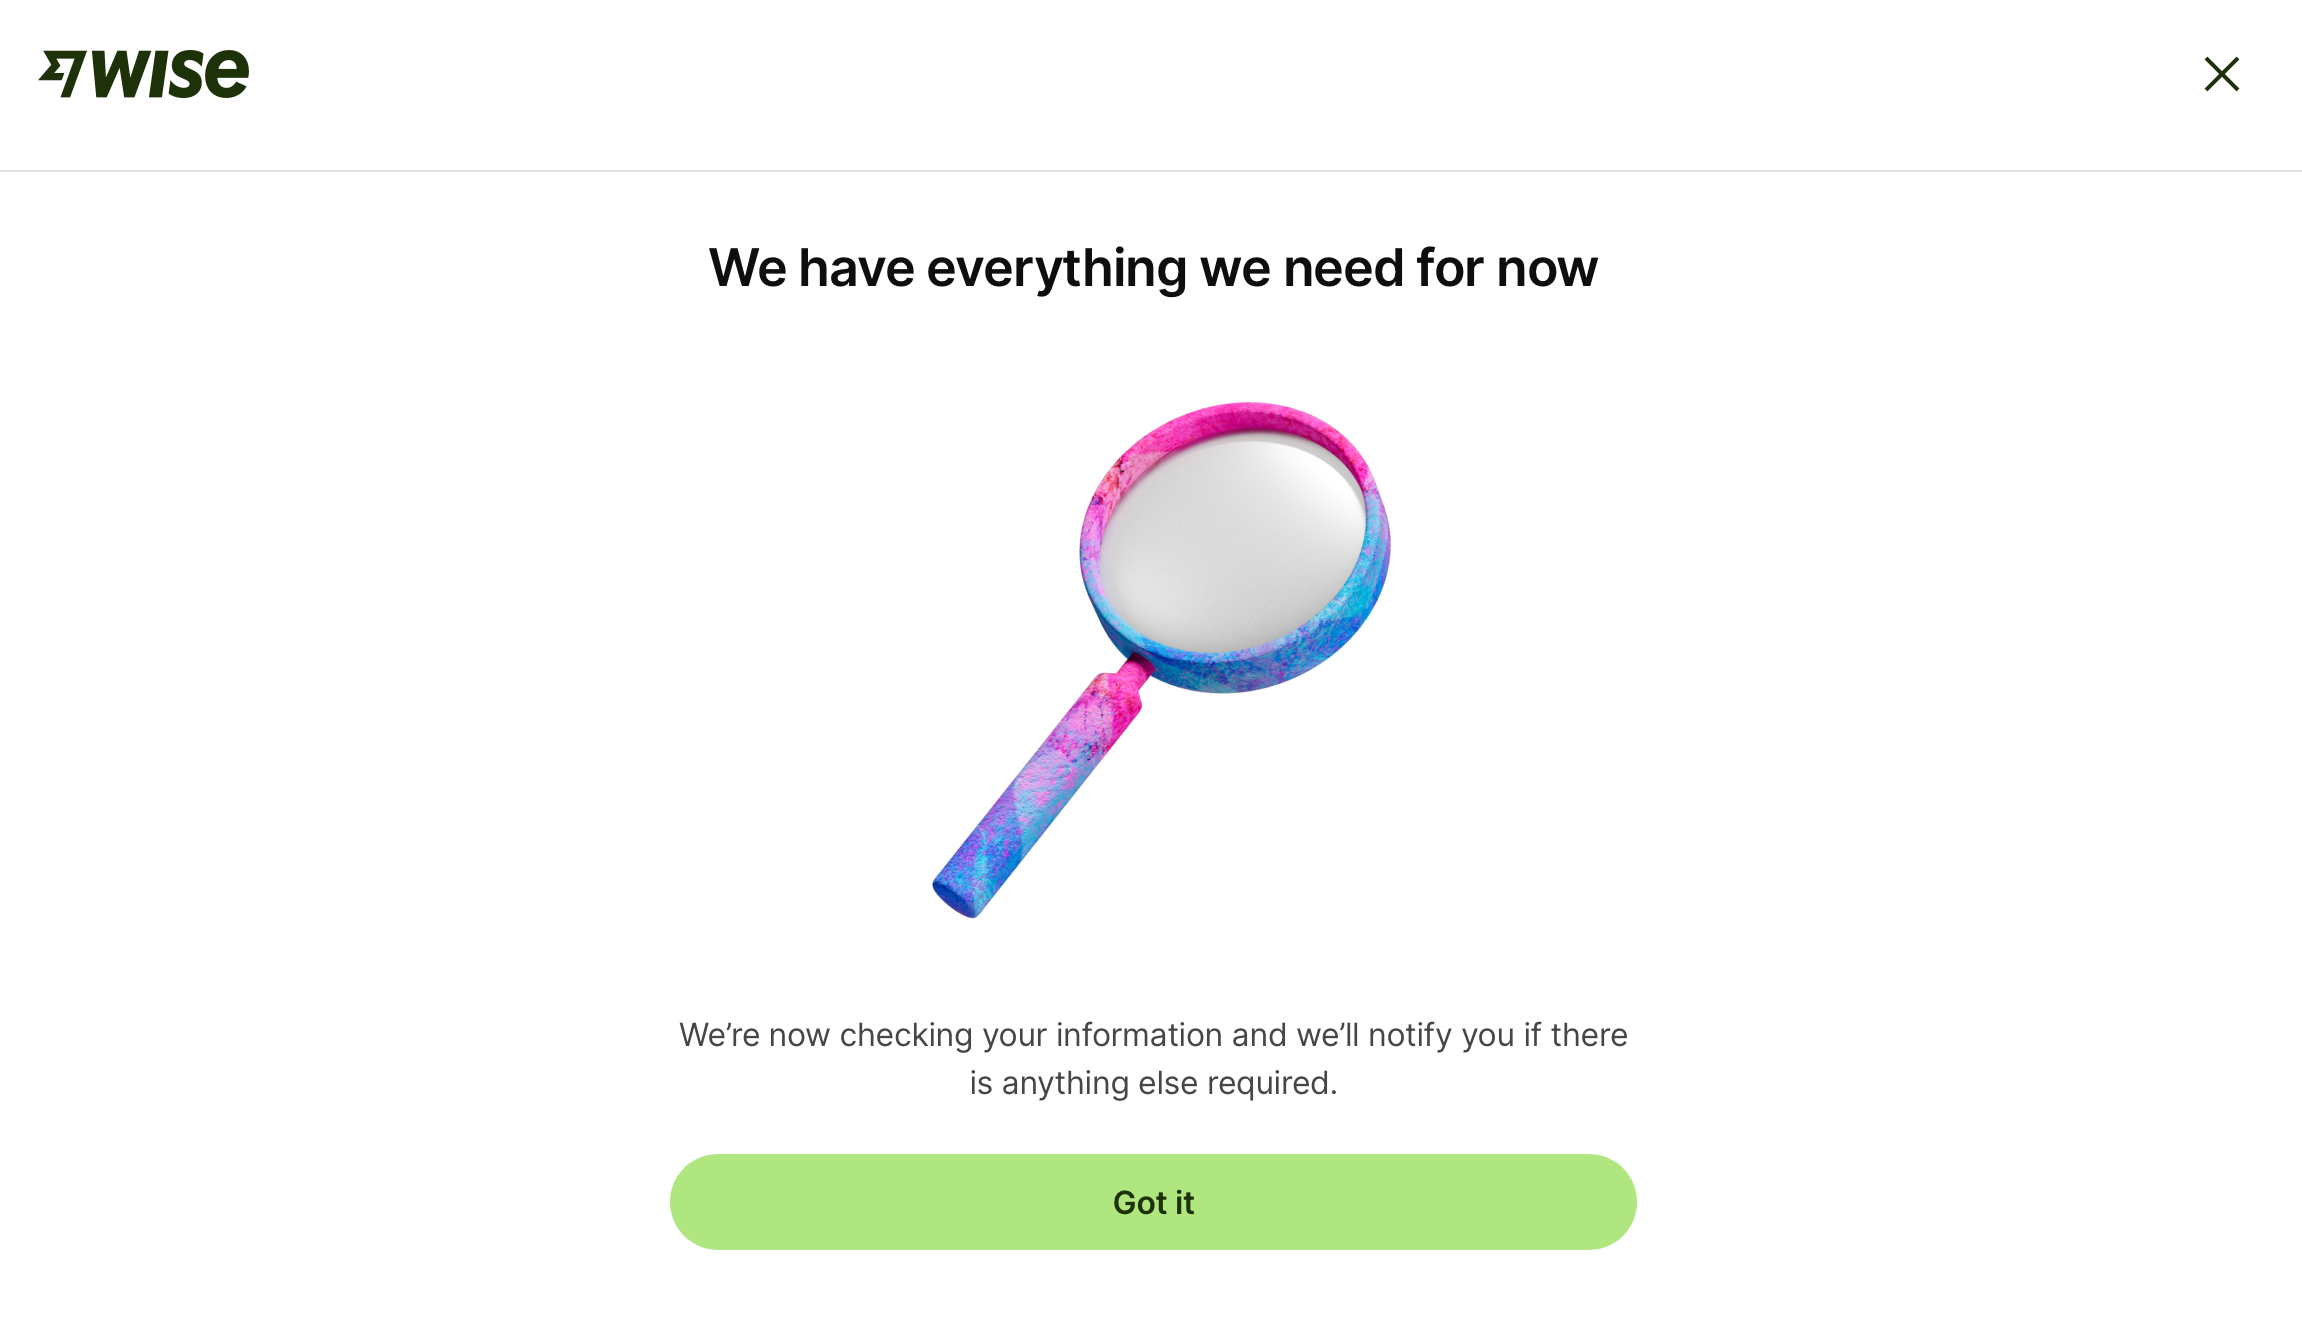 WISE
We have everything we need for now
We’re now checking your information and we’ll notify you if there
is anything else required.
Got it